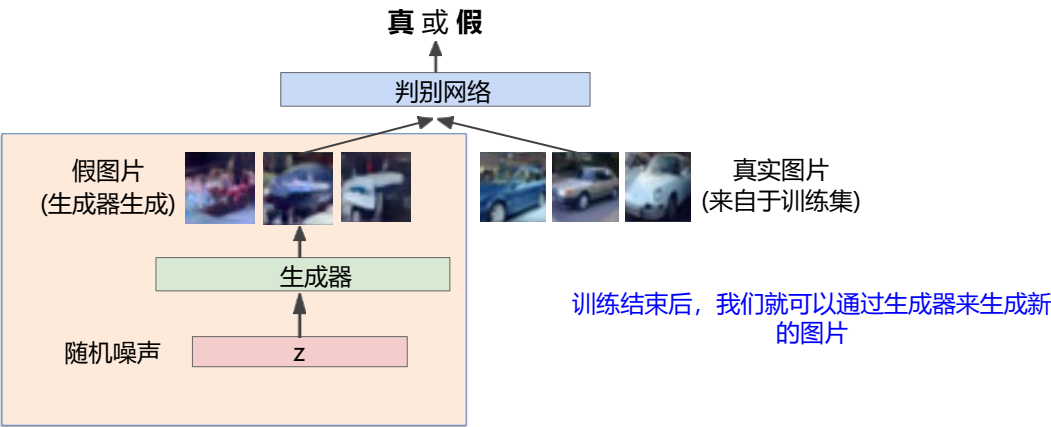 真 或 假
判别网络
假图片
(生成器生成)
真实图片
(来自于训练集)
生成器
训练结束后，我们就可以通过生成器来生成新
的图片
随机噪声
z